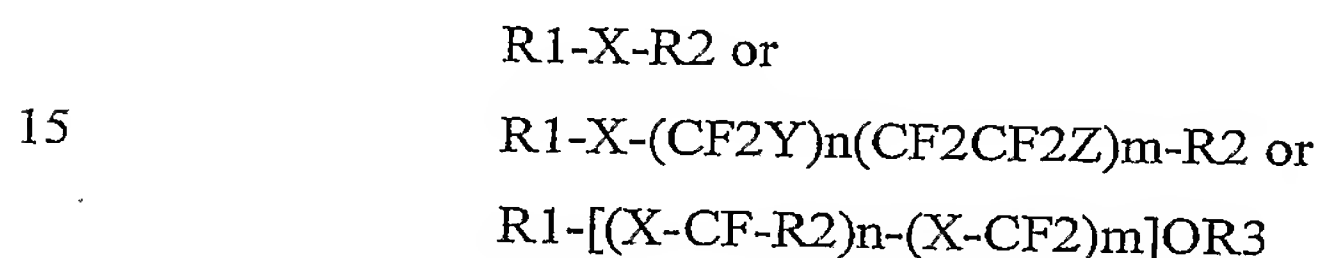 R1-X-R2 or
15 R1-X-(CF2Y)n(CF2CF2Z)m-R2 or
R1-[(X-CF-R2)n-(X-CF2)m]OR3